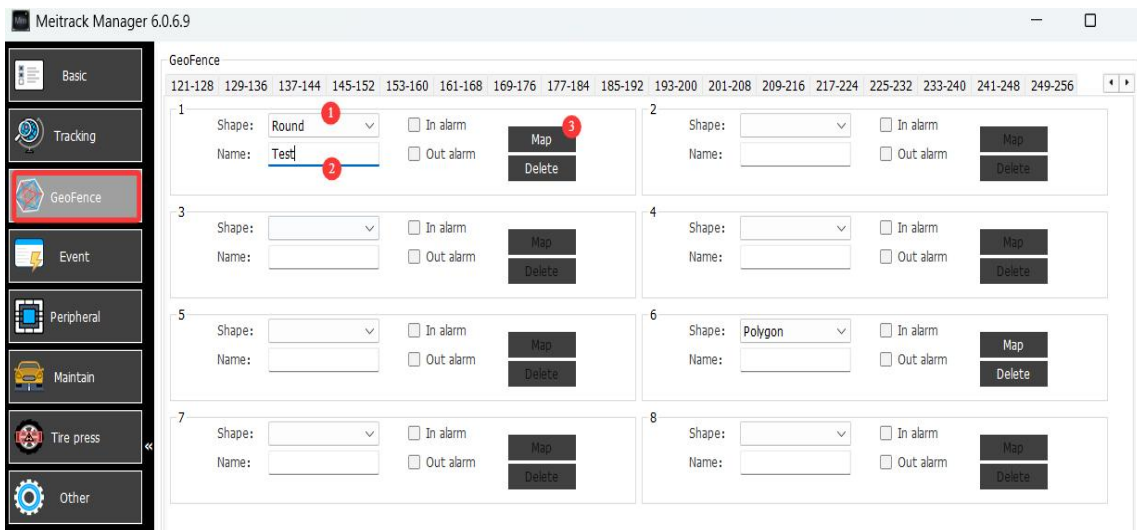 Meitrack Manager 6.0.6.9
Basic
Tracking
GeoFence
Event
Peripheral
Maintain
Tire press
Other
«
GeoFence
121-128 129-136 137-144 145-152 153-160 161-168 169-176 177-184 185-192 193-200 201-208 209-216 217-224 225-232 233-240 241-248 249-256
1
Shape: Round 1 In alarm
Map 3
Name: Test 2 Out alarm
Delete
2
Shape: In alarm
Map
Name: Out alarm
Delete
3
Shape: In alarm
Map
Name: Out alarm
Delete
4
Shape: In alarm
Map
Name: Out alarm
Delete
5
Shape: In alarm
Map
Name: Out alarm
Delete
6
Shape: Polygon In alarm
Map
Name: Out alarm
Delete
7
Shape: In alarm
Map
Name: Out alarm
Delete
8
Shape: In alarm
Map
Name: Out alarm
Delete